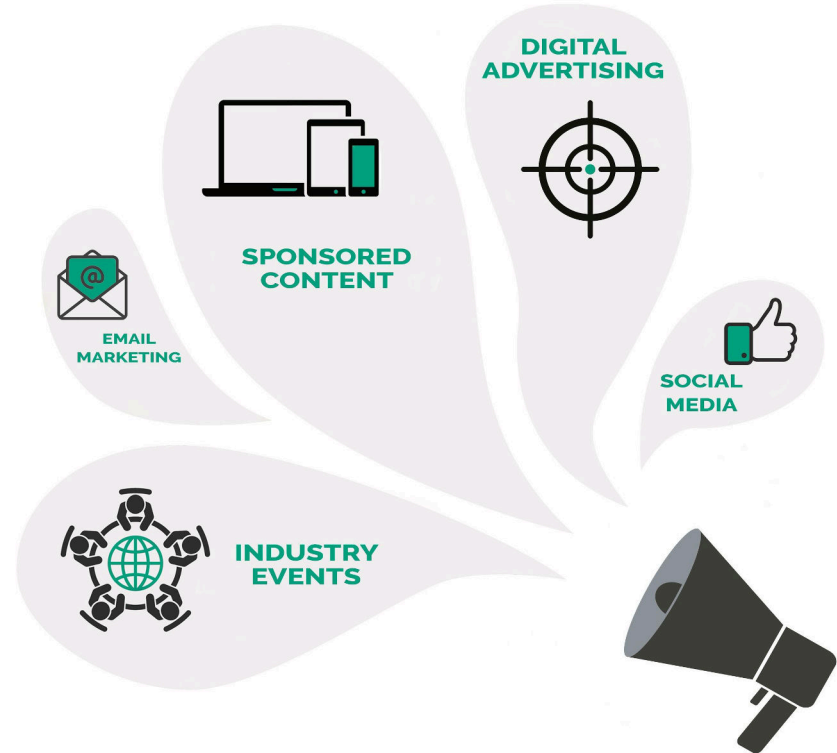 DIGITAL
ADVERTISING
SPONSORED
CONTENT
@
EMAIL
MARKETING
SOCIAL
MEDIA
INDUSTRY
EVENTS